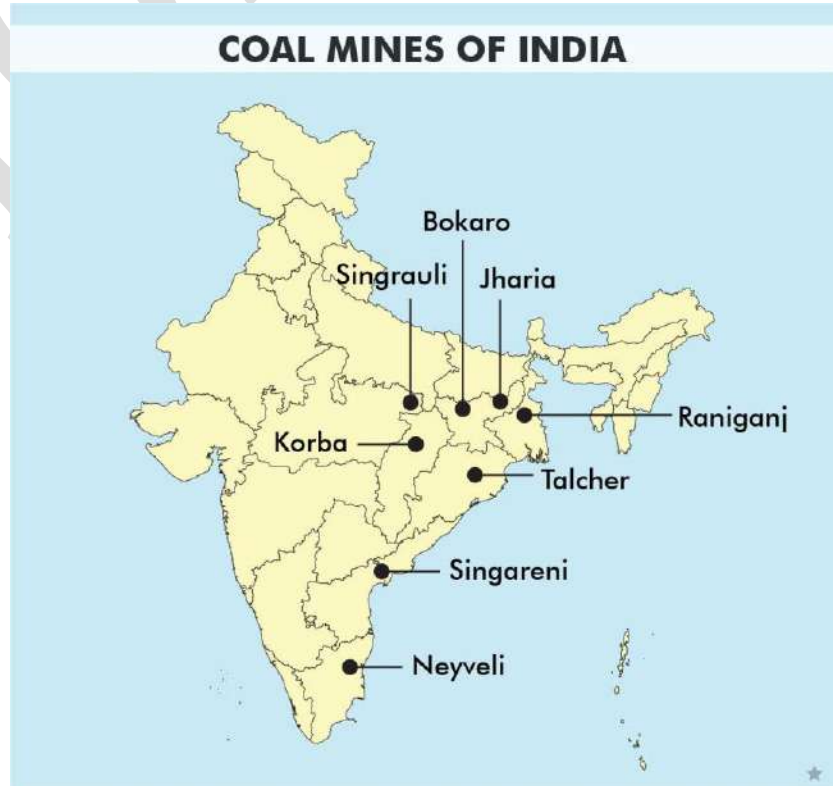 COAL MINES OF INDIA
Bokaro
Singrauli
Jharia
Raniganj
Korba
Talcher
Singareni
Neyveli